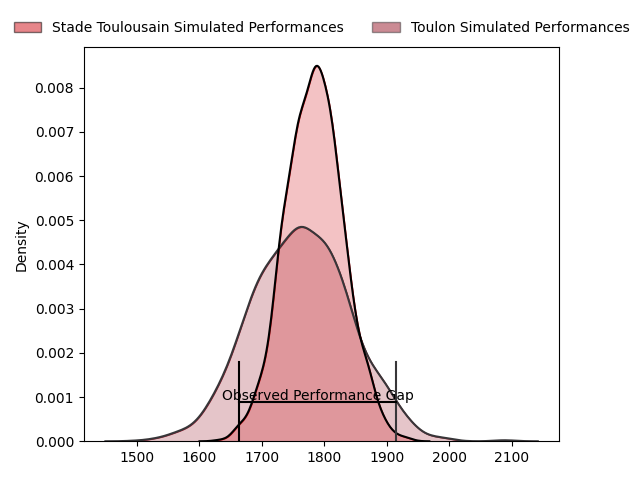 Stade Toulousain Simulated Performances Toulon Simulated Performances
0.008
0.007
0.006
0.005
0.004
0.003
0.002
0.001
0.000
Density
Observed Performance Gap
1500 1600 1700 1800 1900 2000 2100